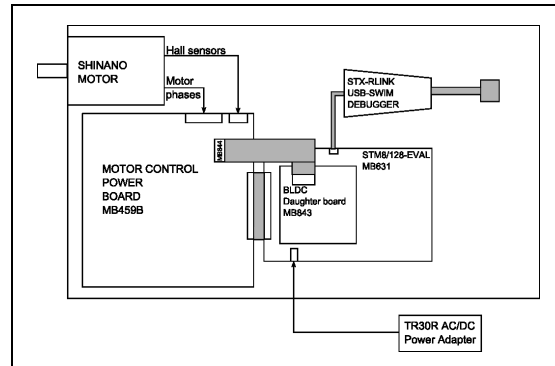 SHINANO
MOTOR
Hall sensors
Motor
phases
STX-RLINK
USB-SWIM
DEBUGGER
MB844
STM8/128-EVAL
MB631
MOTOR CONTROL
POWER
BOARD
MB459B
BLDC
Daughter board
MB843
TR30R AC/DC
Power Adapter